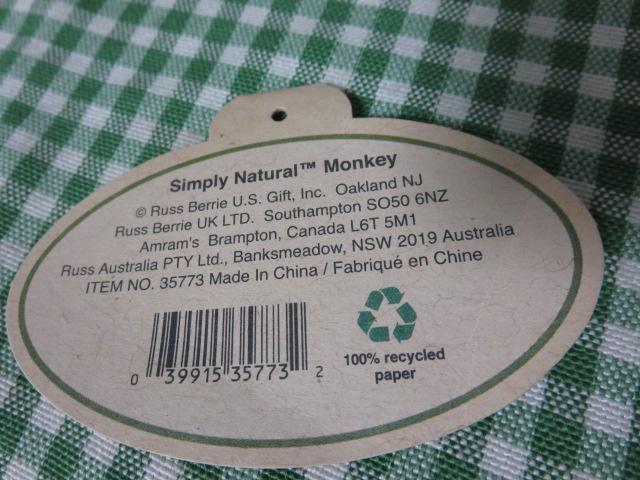 Simply Natural™ Monkey
© Russ Berrie U.S. Gift, Inc. Oakland NJ
Russ Berrie UK LTD. Southampton SO50 6NZ
Amram's Brampton, Canada L6T 5M1
Russ Australia PTY Ltd., Banksmeadow, NSW 2019 Australia
ITEM NO. 35773 Made In China / Fabriqué en Chine
0 39915 35773 2
100% recycled
paper